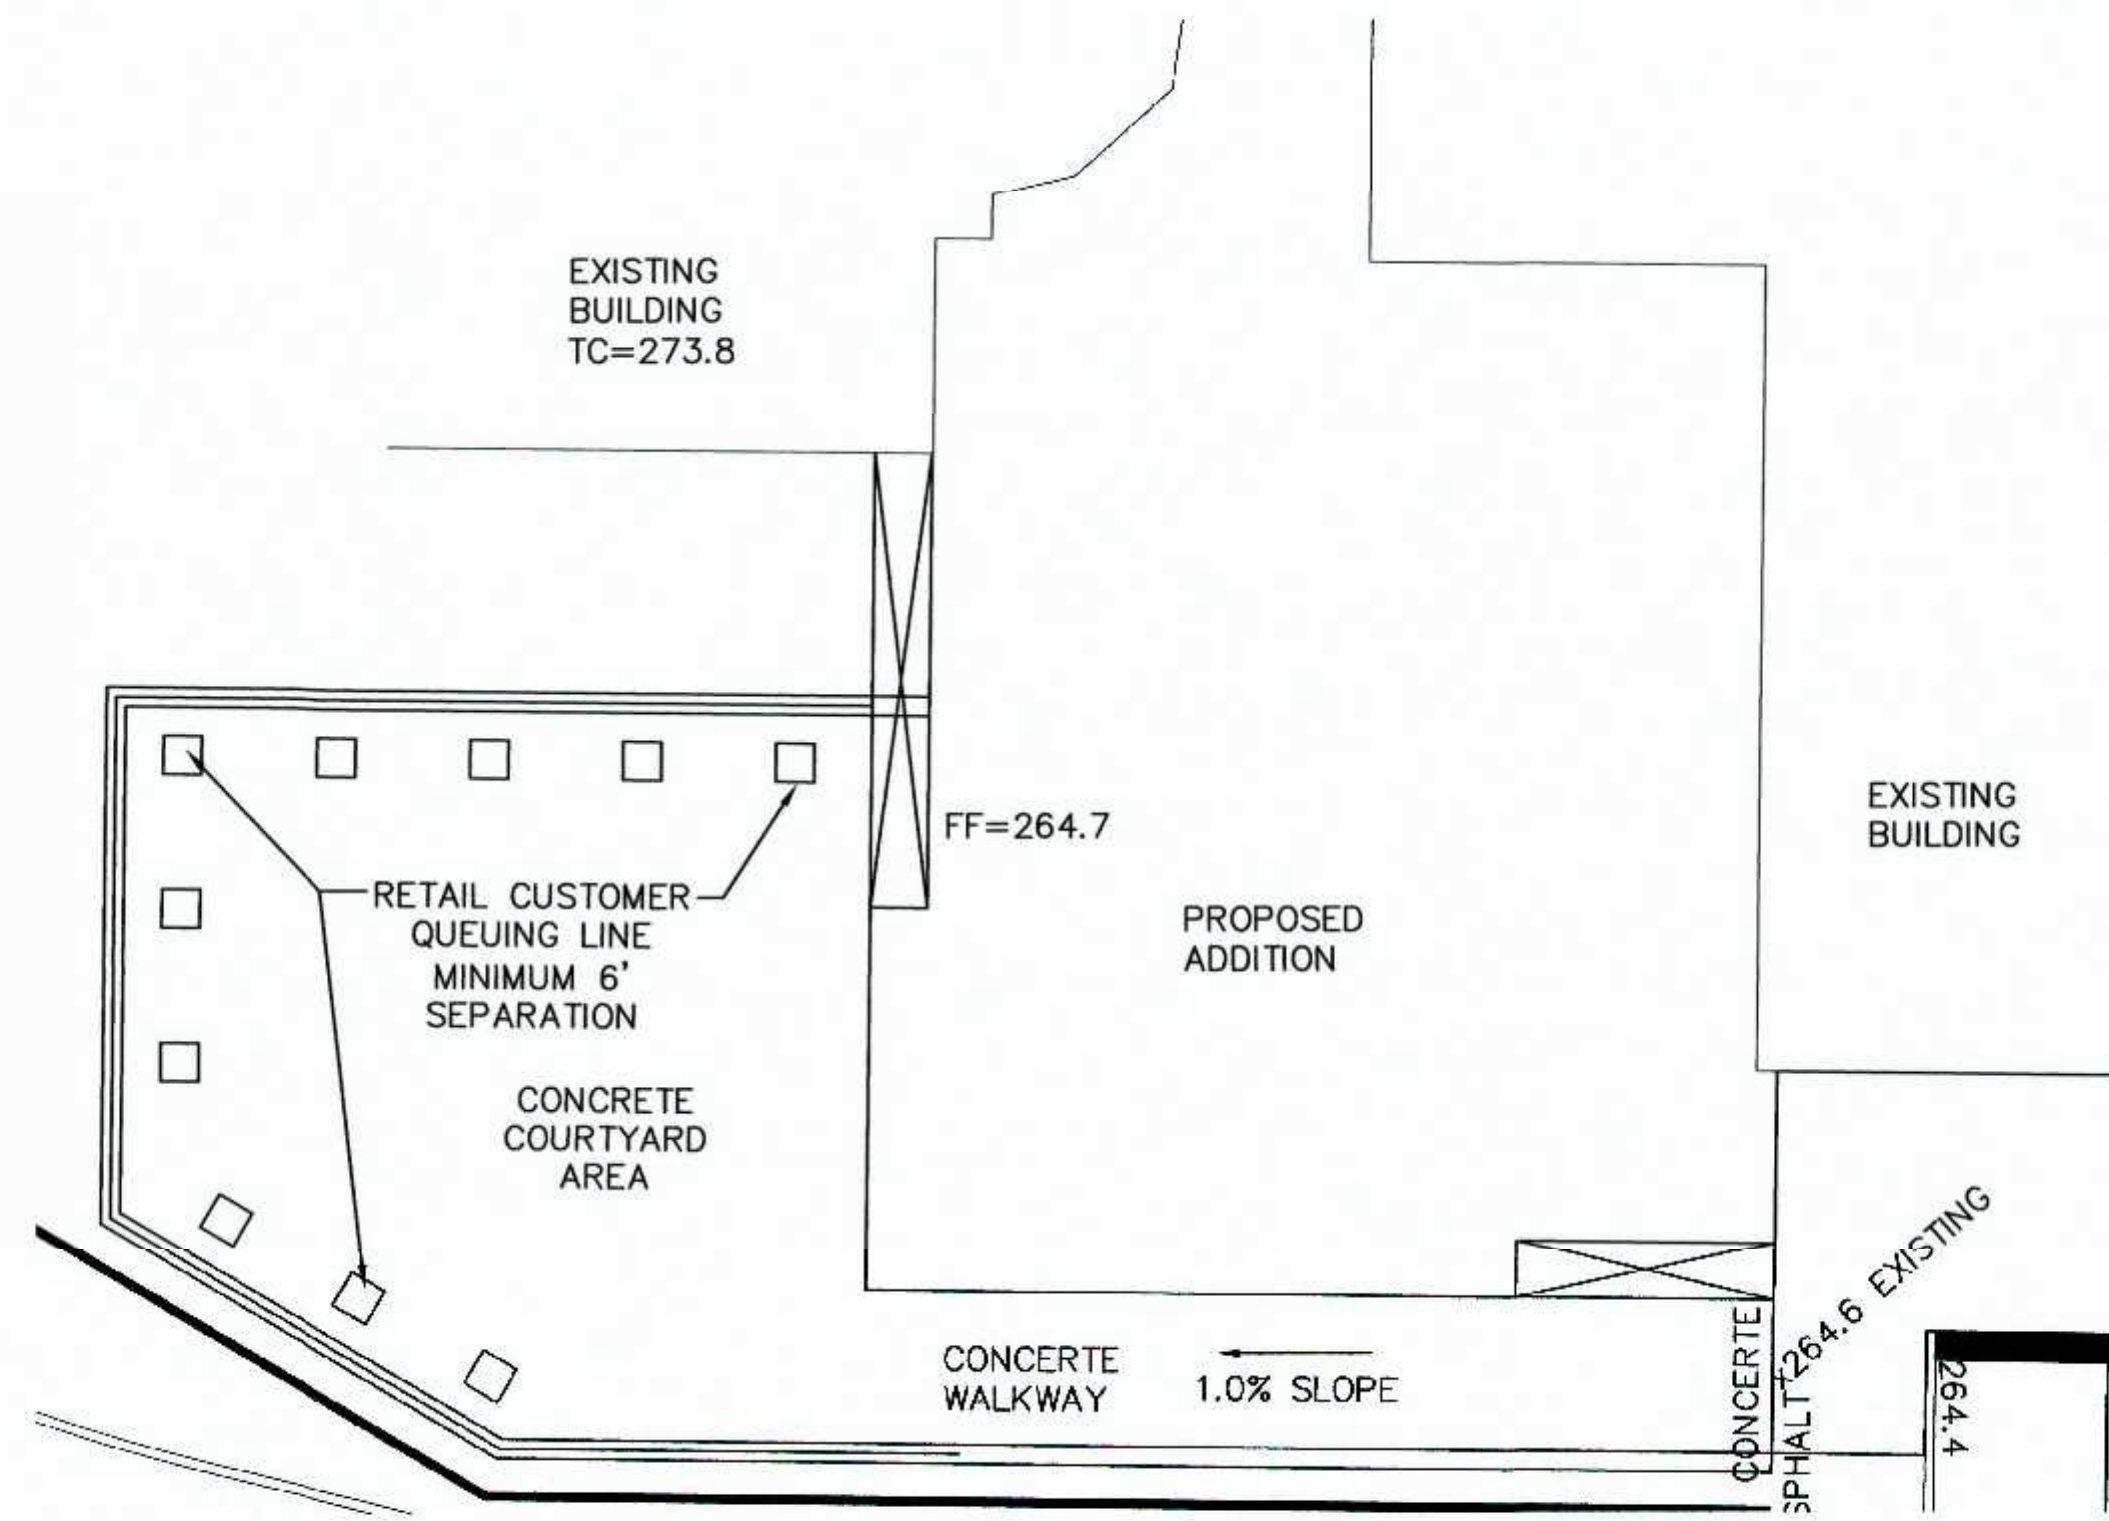 EXISTING
BUILDING
TC=273.8
FF=264.7
EXISTING
BUILDING
RETAIL CUSTOMER
QUEUING LINE
MINIMUM 6'
SEPARATION
PROPOSED
ADDITION
CONCRETE
COURTYARD
AREA
CONCERTE
WALKWAY
1.0% SLOPE
CONCERTE
SPHALT
264.6 EXISTING
264.4